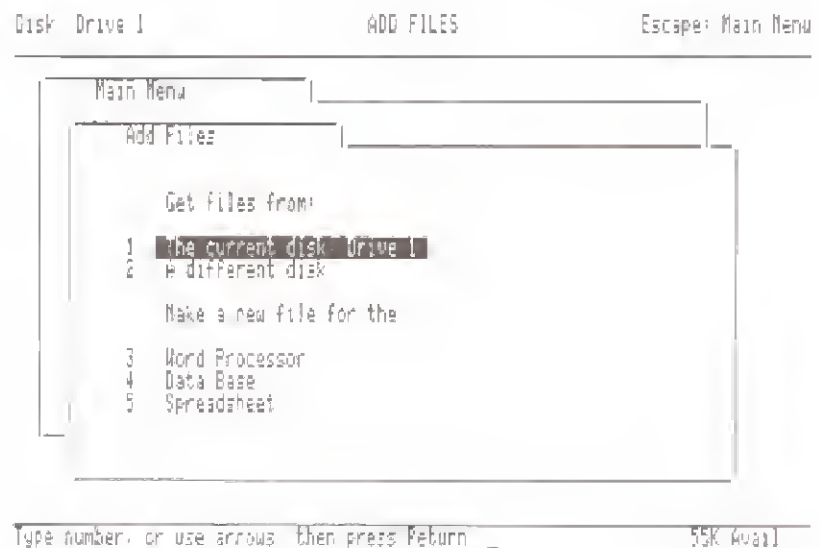 Disk: Drive 1 ADD FILES Escape: Main Menu
Main Menu
Add Files
Get files from:
1 The current disk: Drive 1
2 A different disk
Make a new file for the:
3 Word Processor
4 Data Base
5 Spreadsheet
Type number, or use arrows, then press Return _ 55K Avail